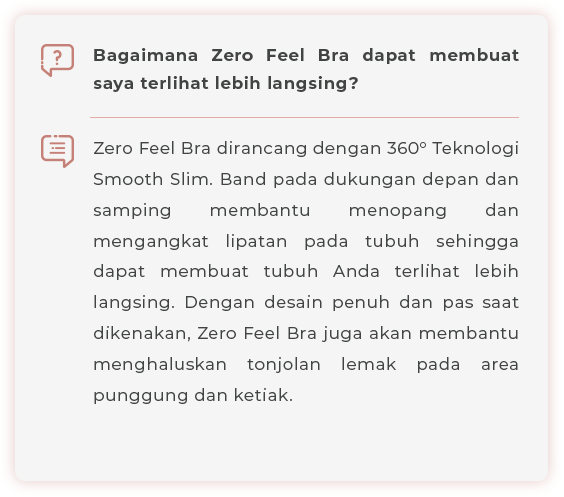 Bagaimana Zero Feel Bra dapat membuat
saya terlihat lebih langsing?
Zero Feel Bra dirancang dengan 360° Teknologi
Smooth Slim. Band pada dukungan depan dan
samping membantu menopang dan
mengangkat lipatan pada tubuh sehingga
dapat membuat tubuh Anda terlihat lebih
langsing. Dengan desain penuh dan pas saat
dikenakan, Zero Feel Bra juga akan membantu
menghaluskan tonjolan lemak pada area
punggung dan ketiak.